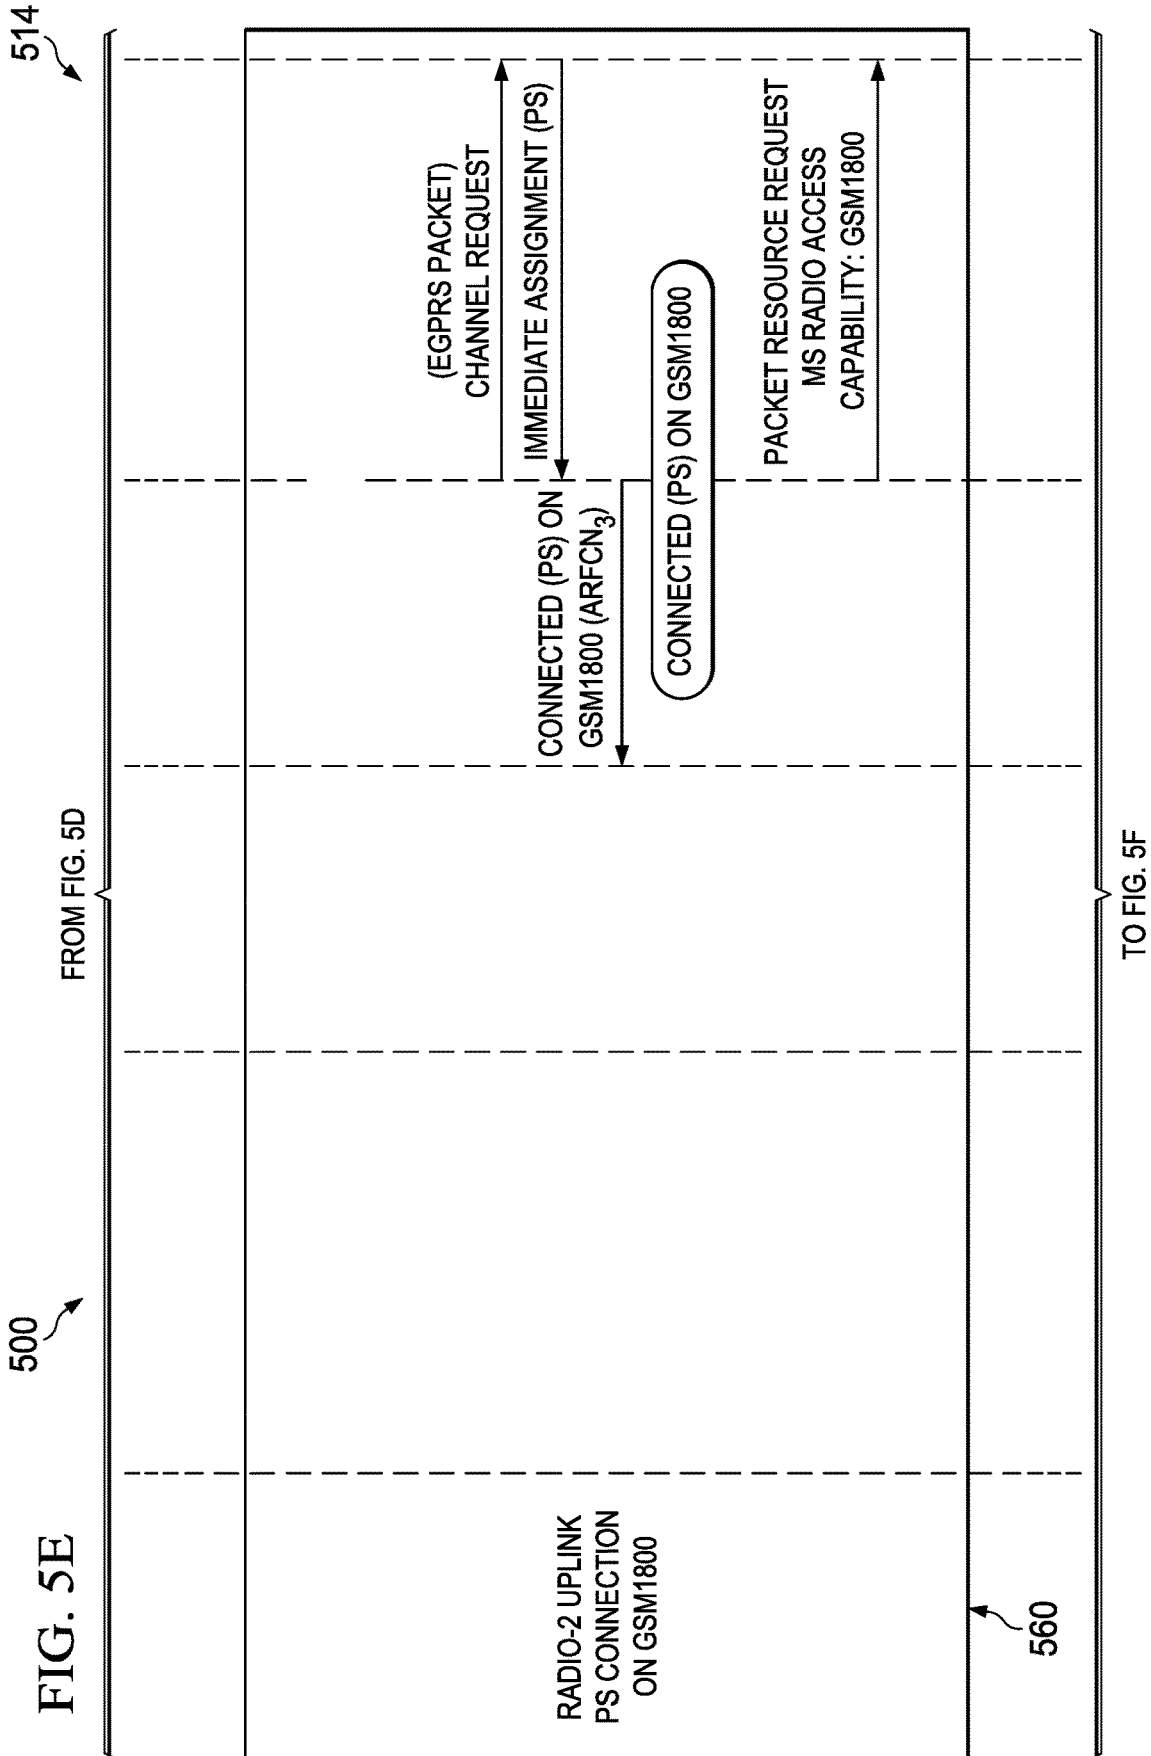 FIG. 5E
500
514
FROM FIG. 5D
(EGPRS PACKET)
CHANNEL REQUEST
IMMEDIATE ASSIGNMENT (PS)
CONNECTED (PS) ON
GSM1800 (ARFCN₃)
RADIO-2 UPLINK
PS CONNECTION
ON GSM1800
CONNECTED (PS) ON GSM1800
PACKET RESOURCE REQUEST
MS RADIO ACCESS
CAPABILITY: GSM1800
560
TO FIG. 5F